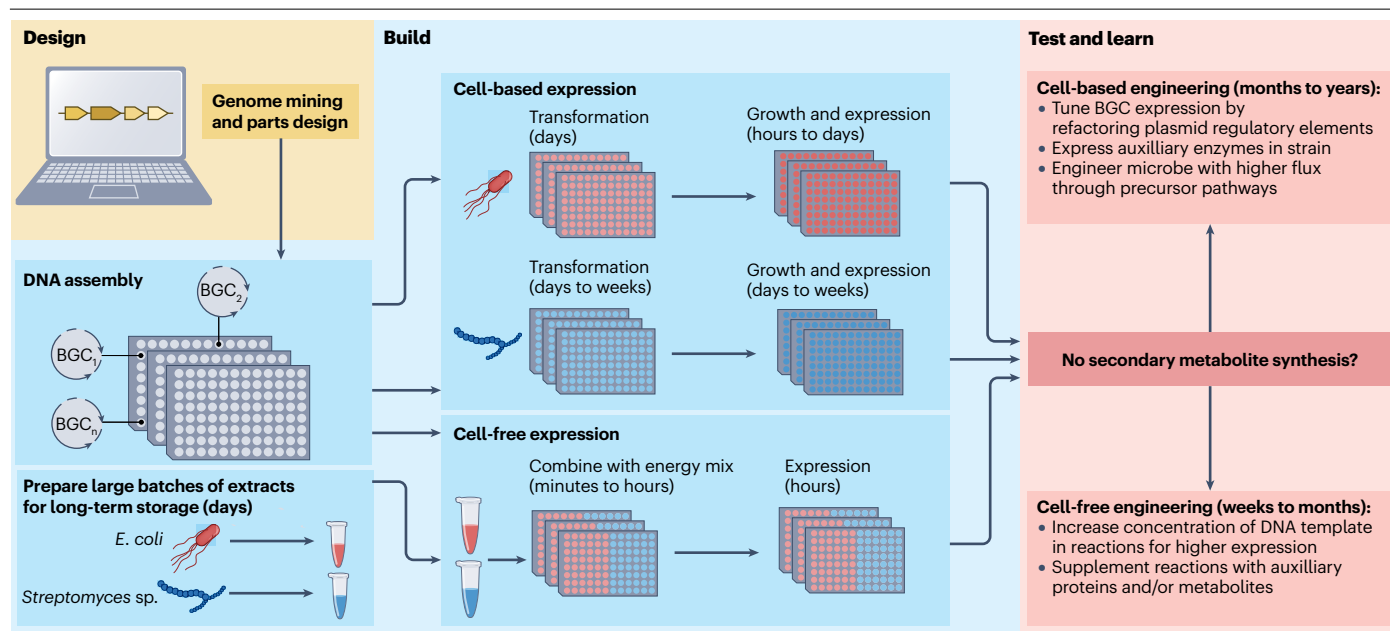 Design
Genome mining
and parts design
DNA assembly
BGC2
BGC1
BGCn
Prepare large batches of extracts
for long-term storage (days)
E. coli
Streptomyces sp.
Build
Cell-based expression
Transformation
(days)
Growth and expression
(hours to days)
Transformation
(days to weeks)
Growth and expression
(days to weeks)
Cell-free expression
Combine with energy mix
(minutes to hours)
Expression
(hours)
Test and learn
Cell-based engineering (months to years):
• Tune BGC expression by
refactoring plasmid regulatory elements
• Express auxilliary enzymes in strain
• Engineer microbe with higher flux
through precursor pathways
No secondary metabolite synthesis?
Cell-free engineering (weeks to months):
• Increase concentration of DNA template
in reactions for higher expression
• Supplement reactions with auxilliary
proteins and/or metabolites